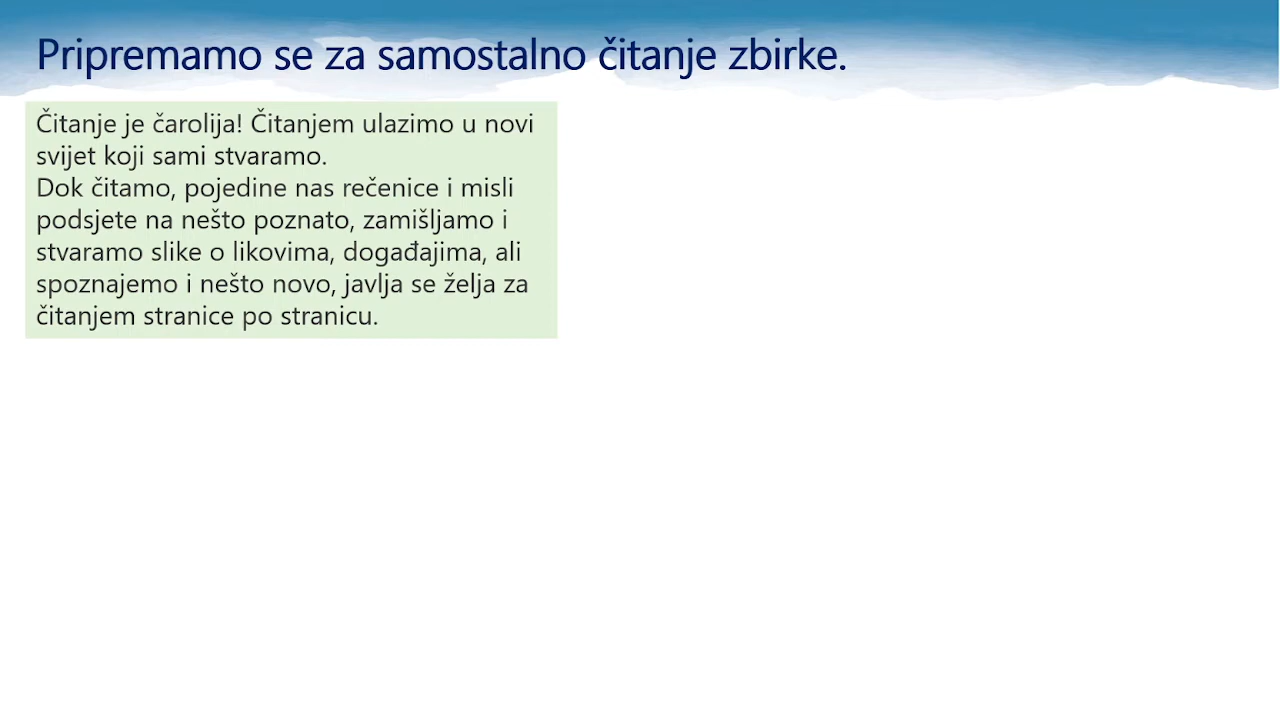 Pripremamo se za samostalno čitanje zbirke.
Čitanje je čarolija! Čitanjem ulazimo u novi
svijet koji sami stvaramo.
Dok čitamo, pojedine nas rečenice i misli
podsjete na nešto poznato, zamišljamo i
stvaramo slike o likovima, događajima, ali
spoznajemo i nešto novo, javlja se želja za
čitanjem stranice po stranicu.